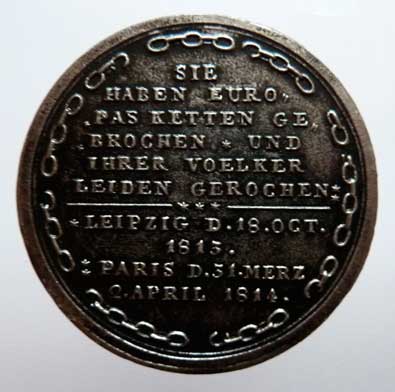 SIE
HABEN EURO„
„PAS KETTEN GE„
„BROCHEN * UND
IHRER VOELKER
LEIDEN GEROCHEN*
* * *
*LEIPZIG D.18.OCT.
1813.
* PARIS D.31.MERZ
2.APRIL 1814.